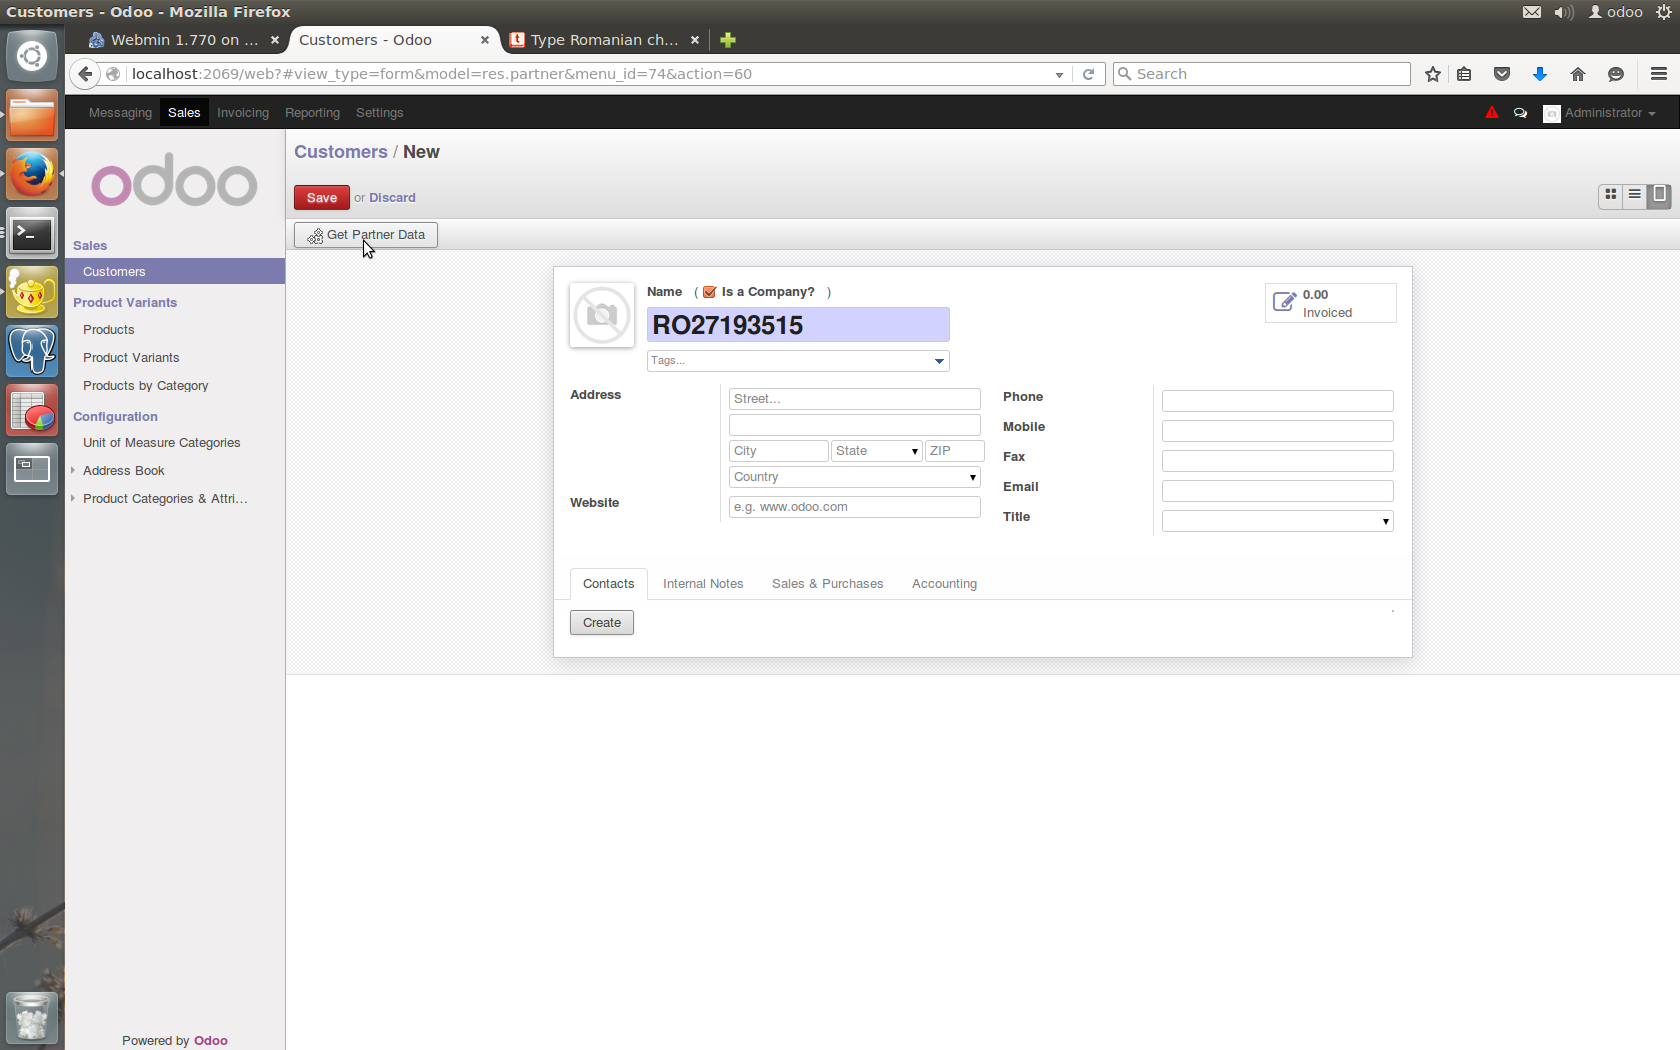 Customers - Odoo - Mozilla Firefox
odoo
Webmin 1.770 on ...
Customers - Odoo
Type Romanian ch...
localhost:2069/web?#view_type=form&model=res.partner&menu_id=74&action=60
Search
Messaging Sales Invoicing Reporting Settings
Administrator
odoo
Customers / New
Save or Discard
Get Partner Data
Sales
Customers
Product Variants
Products
Product Variants
Products by Category
Configuration
Unit of Measure Categories
Address Book
Product Categories & Attri...
Powered by Odoo
Name ( Is a Company? )
RO27193515
Tags...
0.00
Invoiced
Address
Street...
City State ZIP
Country
Website
e.g. www.odoo.com
Phone
Mobile
Fax
Email
Title
Contacts Internal Notes Sales & Purchases Accounting
Create